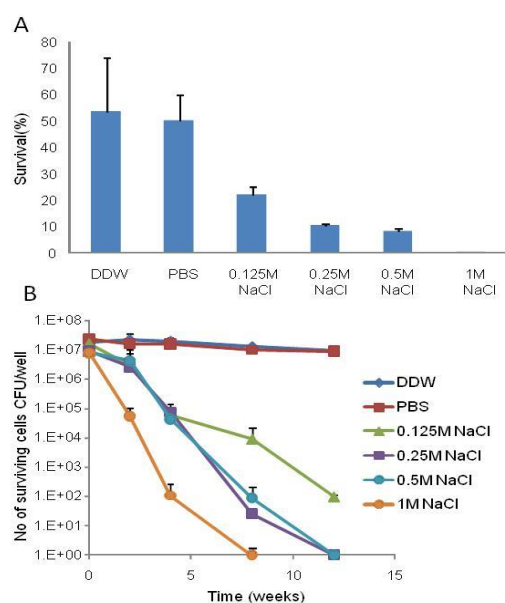 A
80
70
60
50
40
30
20
10
0
Survival(%)
DDW PBS 0.125M NaCl 0.25M NaCl 0.5M NaCl 1M NaCl
B
1.E+08
1.E+07
1.E+06
1.E+05
1.E+04
1.E+03
1.E+02
1.E+01
1.E+00
No of surviving cells CFU/well
0 5 10 15
Time (weeks)
DDW
PBS
0.125M NaCl
0.25M NaCl
0.5M NaCl
1M NaCl